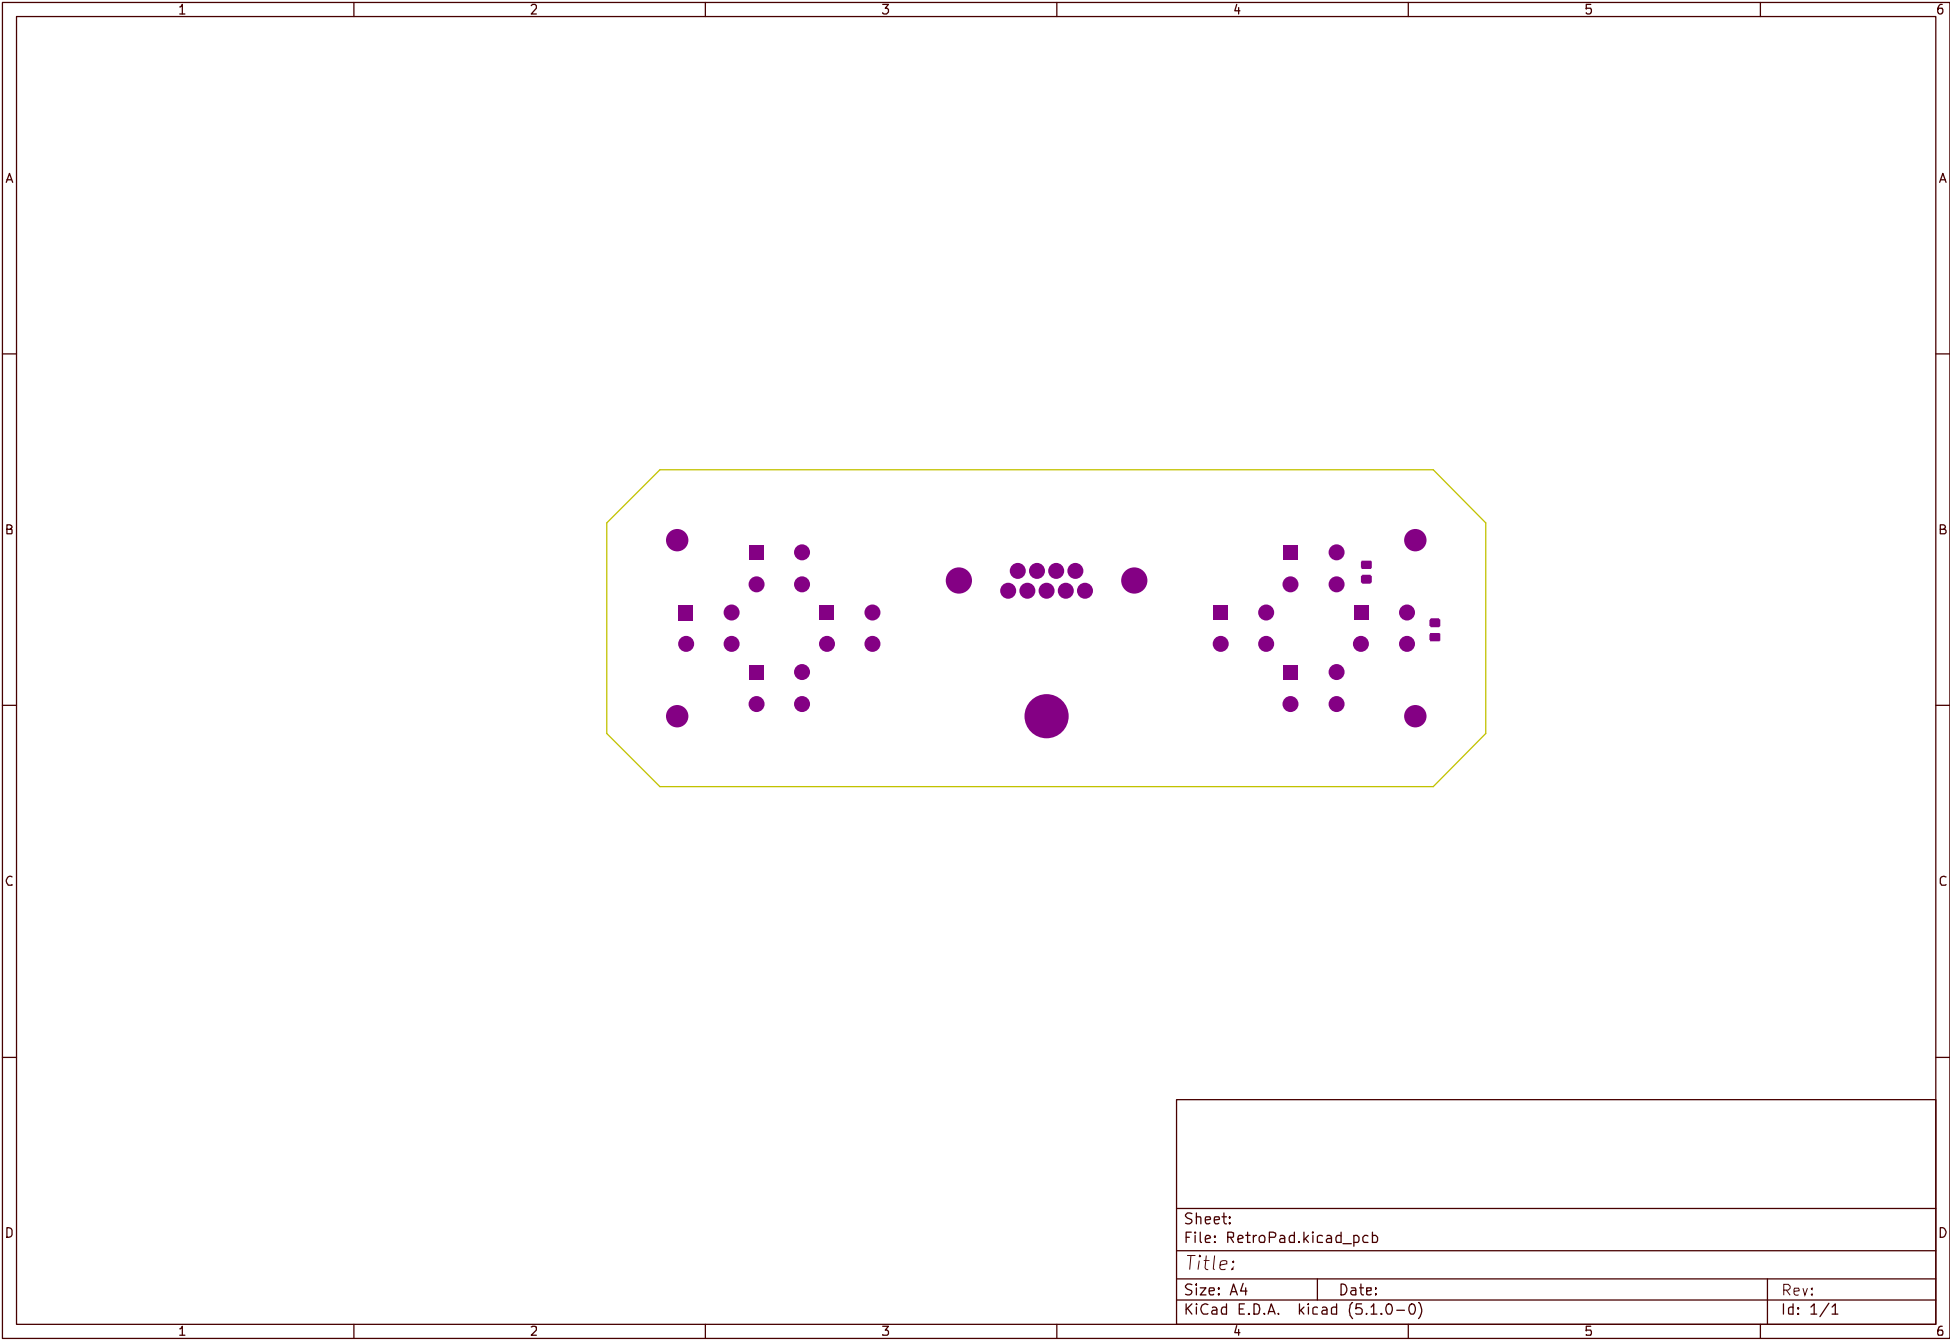 1 2 3 4 5 6
A A
B B
C C
D D
Sheet:
File: RetroPad.kicad_pcb
Title:
Size: A4 Date: Rev:
KiCad E.D.A. kicad (5.1.0-0) Id: 1/1
1 2 3 4 5 6